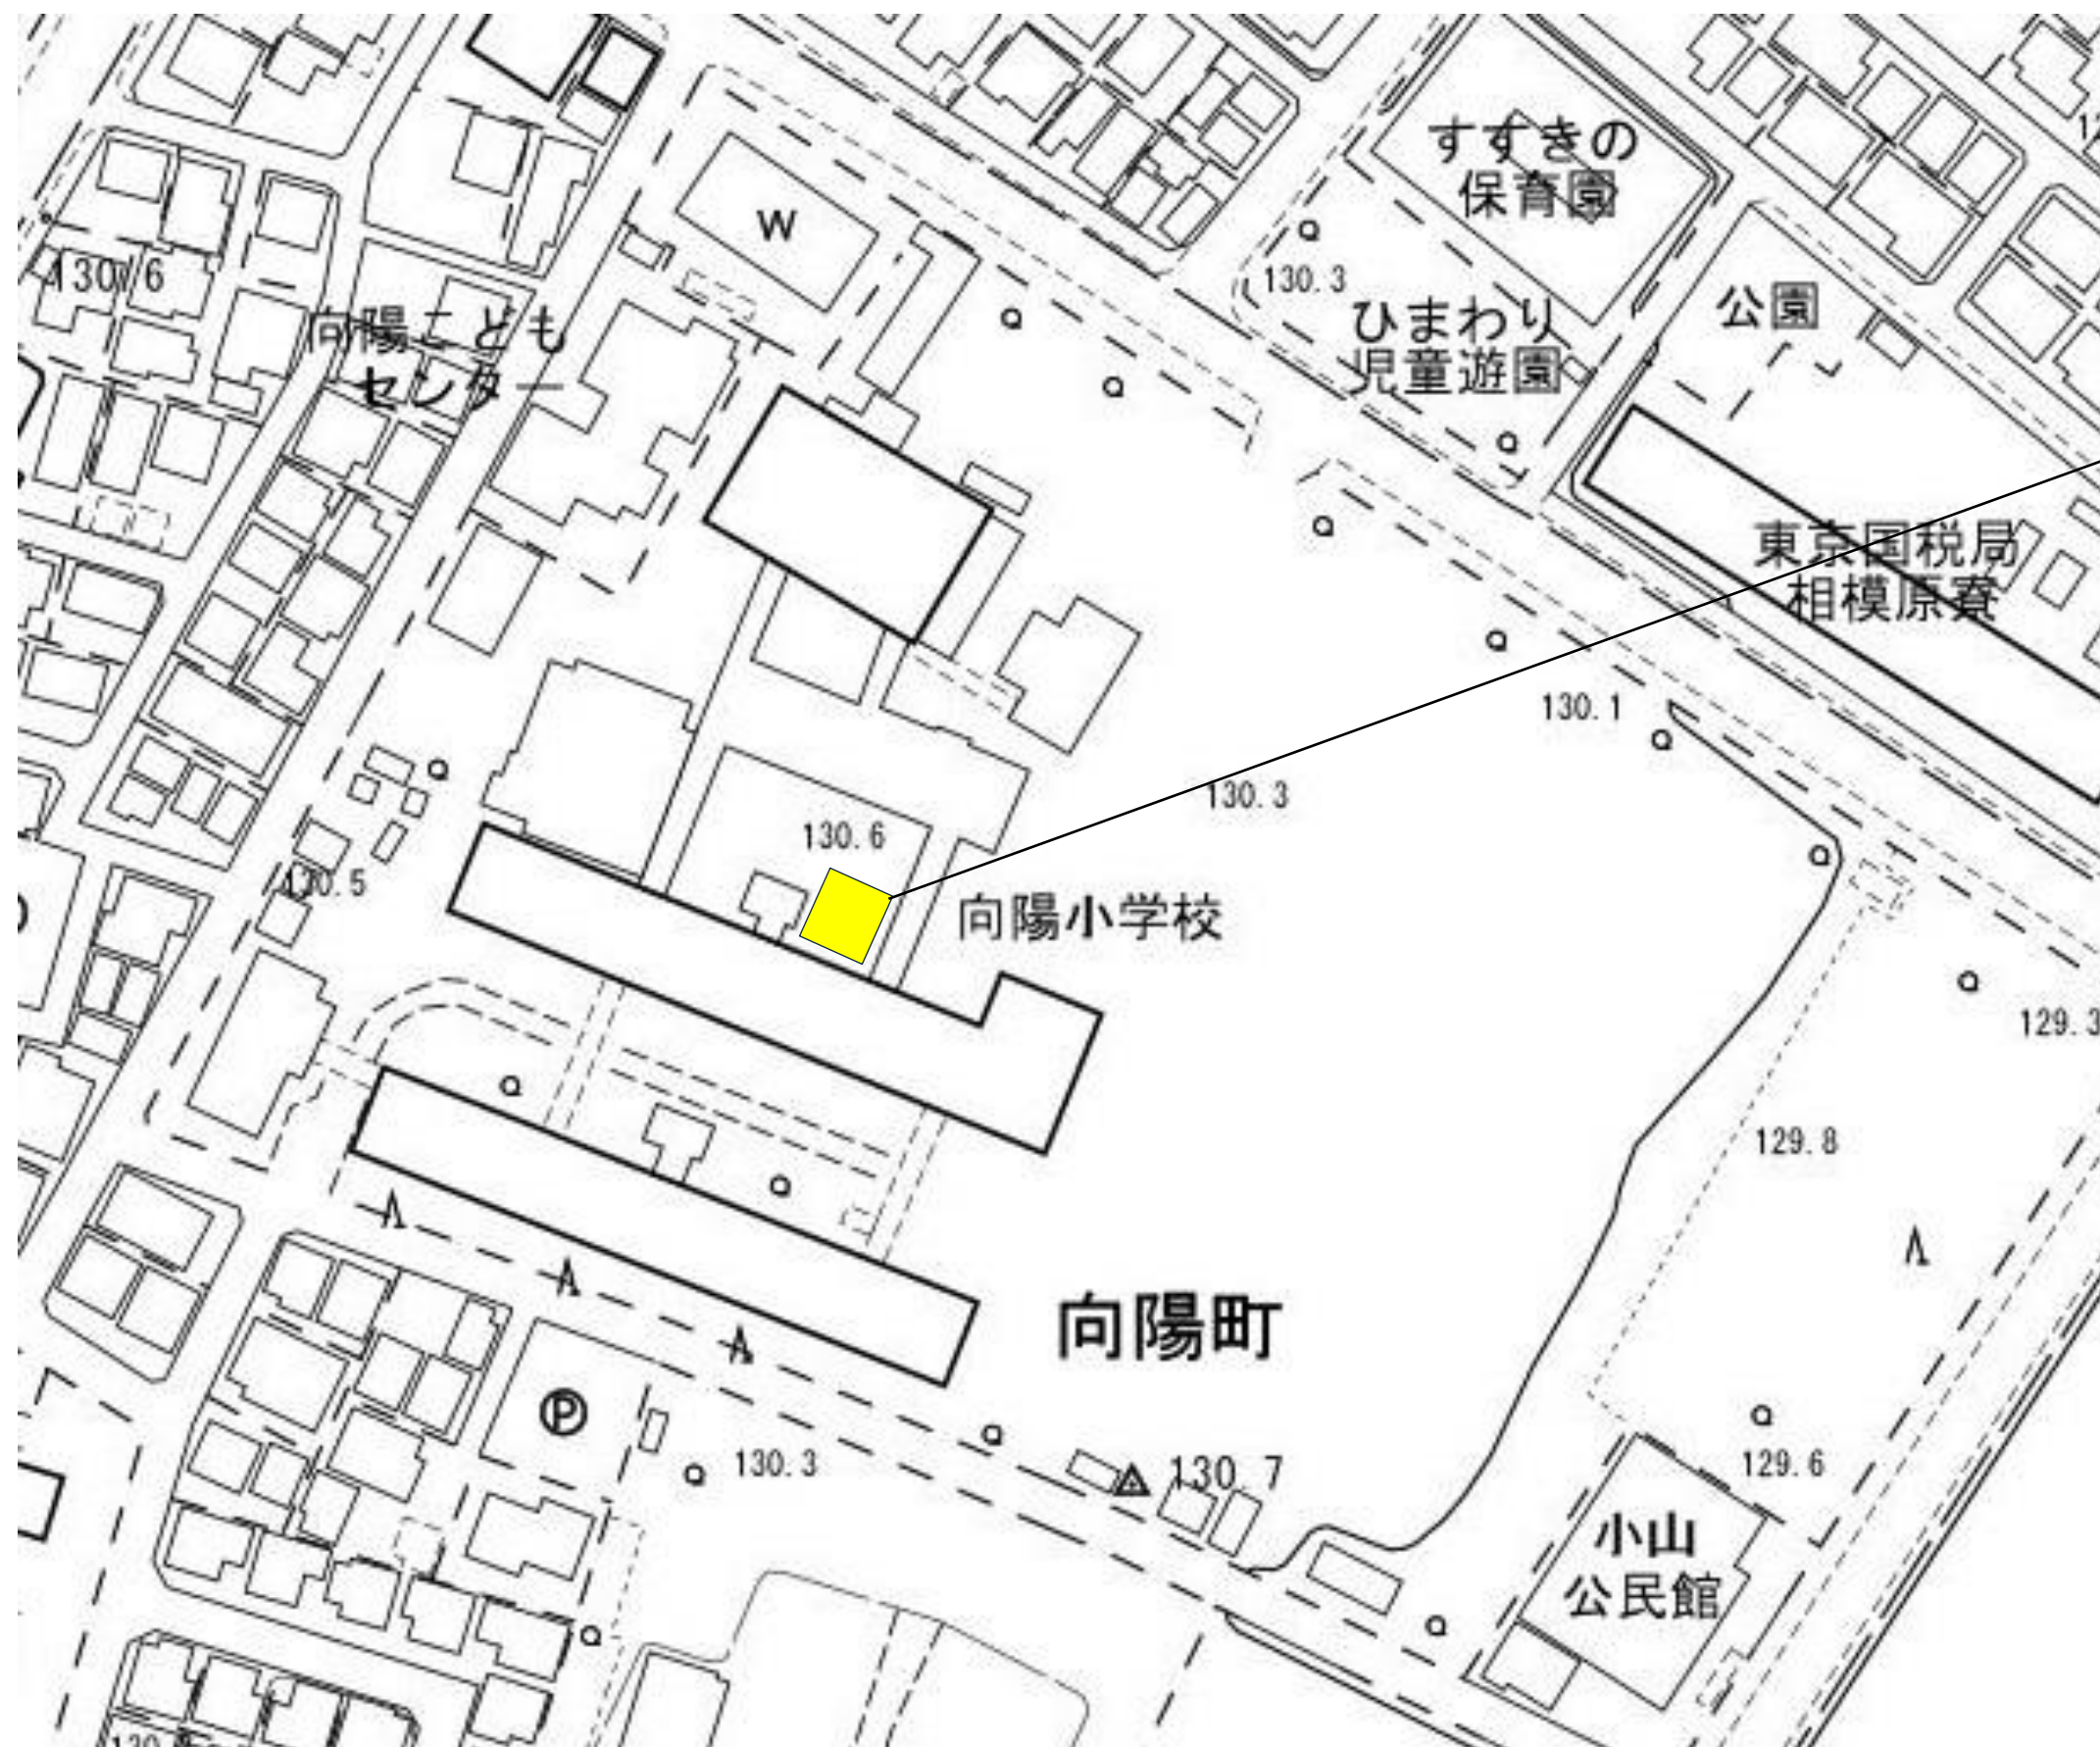 すすきの
保育園
W
130.3
130.6
公園
ひまわり
児童遊園
向陽こども
センター
東京国税局
相模原寮
130.1
130.3
130.6
130.5
向陽小学校
129.3
129.8
向陽町
P
130.3
130.7
129.6
小山
公民館